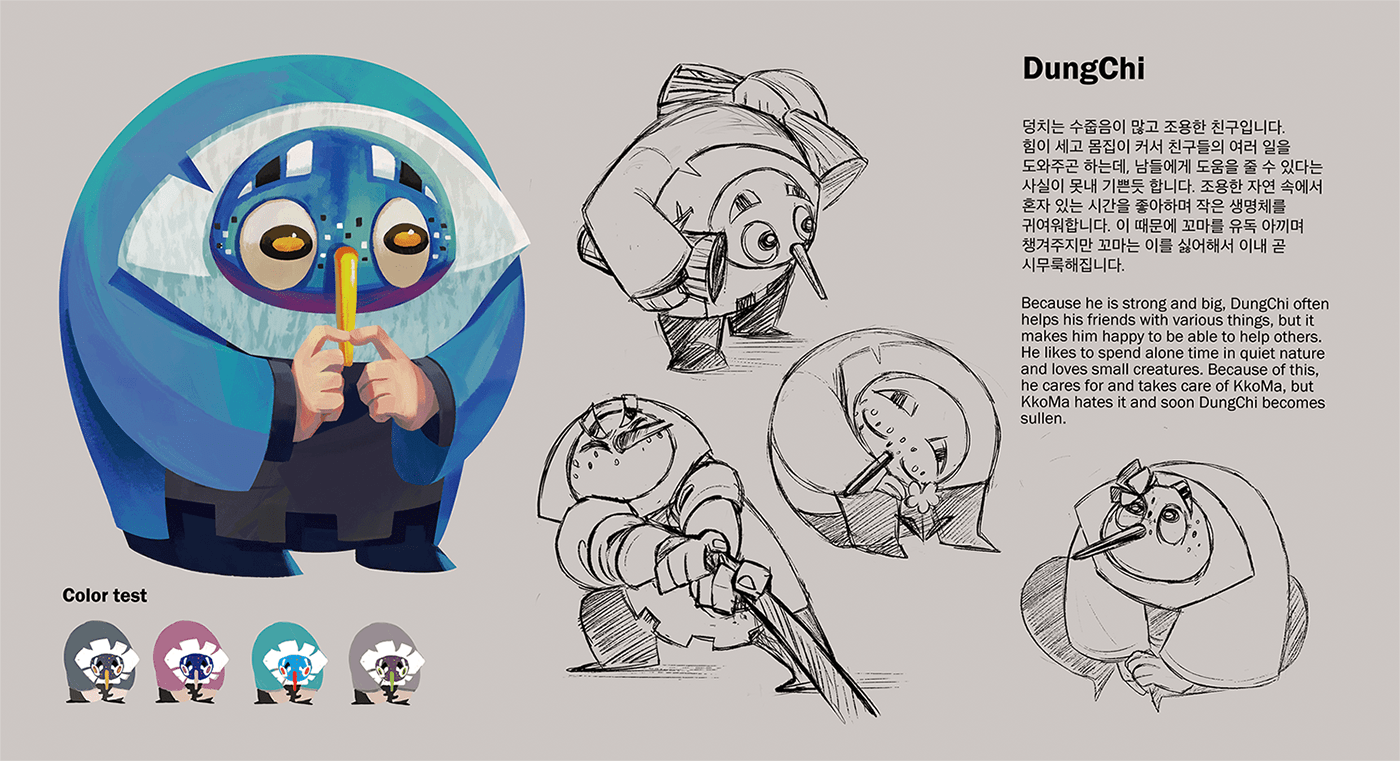 DungChi
덩치는 수줍음이 많고 조용한 친구입니다.
힘이 세고 몸집이 커서 친구들의 여러 일을
도와주곤 하는데, 남들에게 도움을 줄 수 있다는
사실이 못내 기쁜듯 합니다. 조용한 자연 속에서
혼자 있는 시간을 좋아하며 작은 생명체를
귀여워합니다. 이 때문에 꼬마를 유독 아끼며
챙겨주지만 꼬마는 이를 싫어해서 이내 곧
시무룩해집니다.
Because he is strong and big, DungChi often
helps his friends with various things, but it
makes him happy to be able to help others.
He likes to spend alone time in quiet nature
and loves small creatures. Because of this,
he cares for and takes care of KkoMa, but
KkoMa hates it and soon DungChi becomes
sullen.
Color test